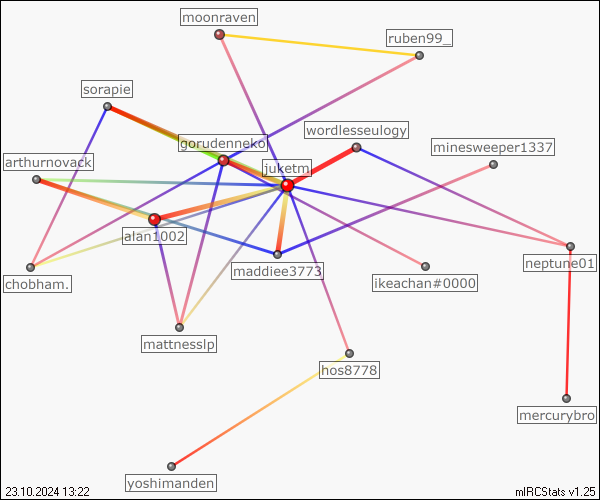 moonraven
ruben99_
sorapie
wordlesseulogy
goudenneko
minesweeper1337
arthurnovack
juketm
alan1002
neptune01
maddiee3773
chobham.
ikeachan#0000
mattnesslp
hos8778
mercurybro
yoshimanden
23.10.2024 13:22
mIRCStats v1.25